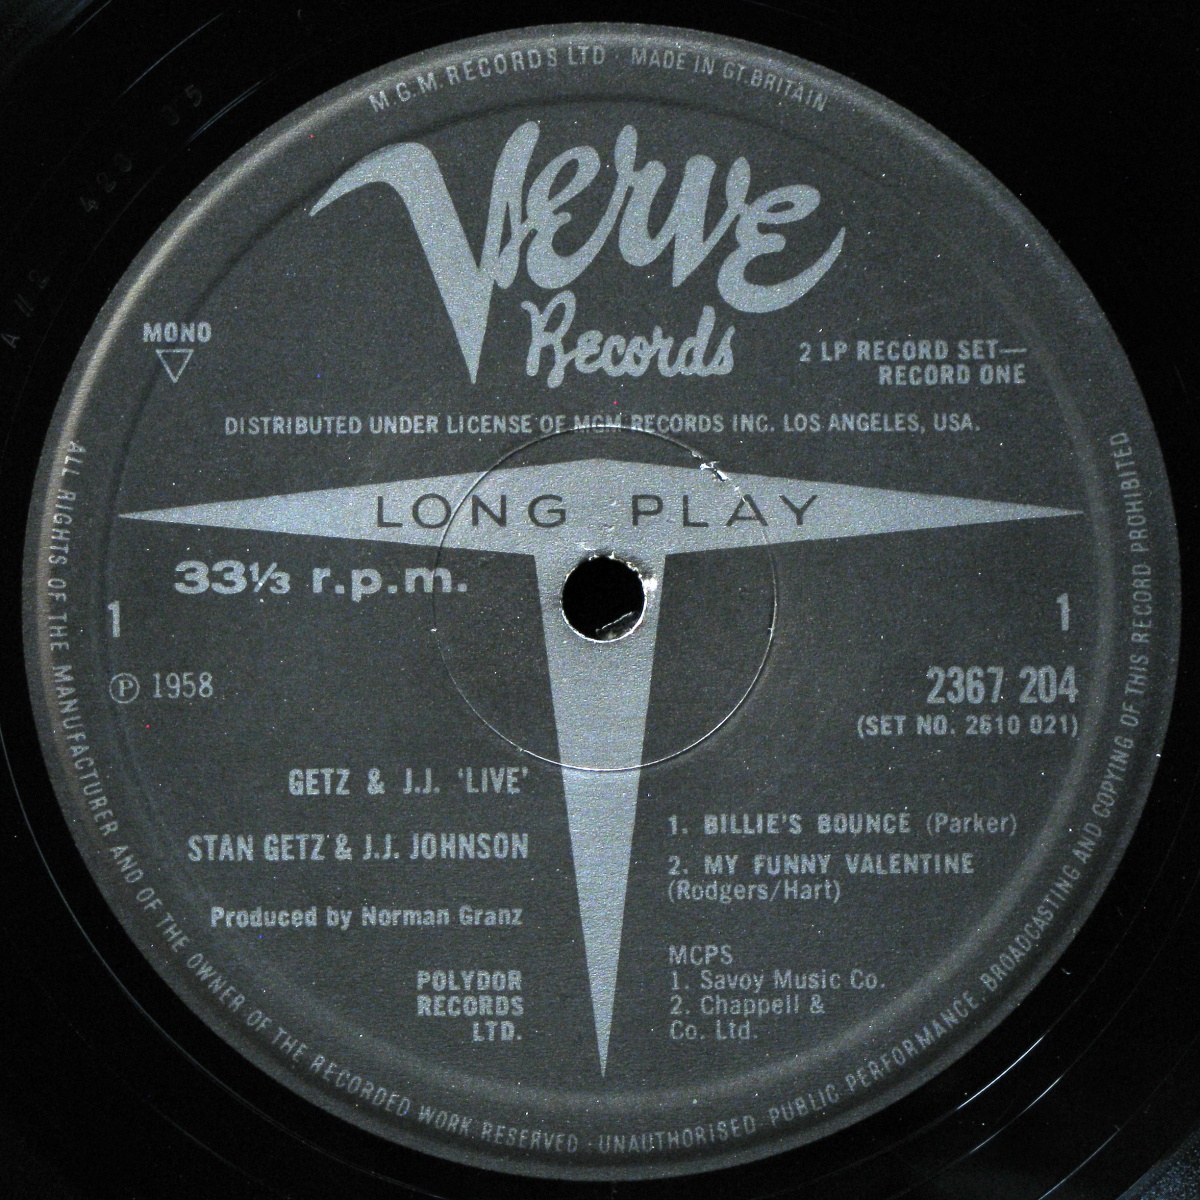 M.G.M. RECORDS LTD · MADE IN GT. BRITAIN
Verve
Records
MONO
2 LP RECORD SET—
RECORD ONE
DISTRIBUTED UNDER LICENSE OF MGM RECORDS INC. LOS ANGELES, USA.
LONG PLAY
33⅓ r.p.m.
1
1
Ⓟ 1958
2367 204
(SET NO. 2610 021)
GETZ & J.J. ‘LIVE’
STAN GETZ & J.J. JOHNSON
Produced by Norman Granz
POLYDOR
RECORDS
LTD.
1. BILLIE'S BOUNCE (Parker)
2. MY FUNNY VALENTINE
(Rodgers/Hart)
MCPS
1. Savoy Music Co.
2. Chappell &
Co. Ltd.
ALL RIGHTS OF THE MANUFACTURER AND OF THE OWNER OF THE RECORDED WORK RESERVED · UNAUTHORISED PUBLIC PERFORMANCE, BROADCASTING AND COPYING OF THIS RECORD PROHIBITED